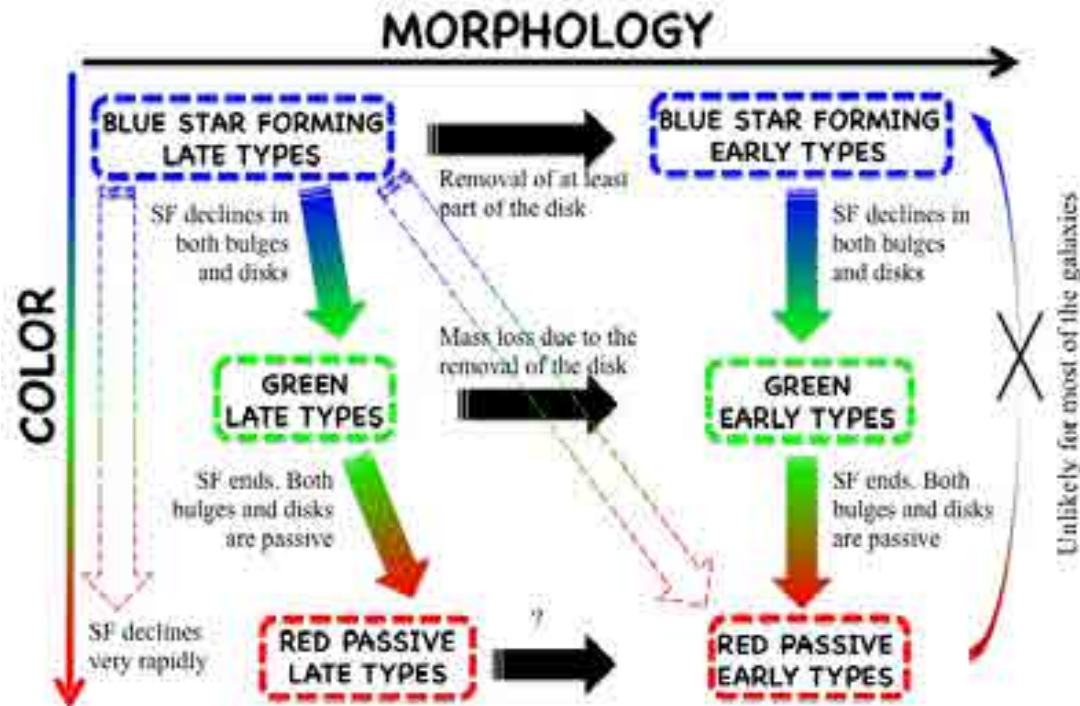 MORPHOLOGY
COLOR
BLUE STAR FORMING
LATE TYPES
BLUE STAR FORMING
EARLY TYPES
Removal of at least
part of the disk
SF declines in
both bulges
and disks
SF declines in
both bulges
and disks
Mass loss due to the
removal of the disk
GREEN
LATE TYPES
GREEN
EARLY TYPES
SF ends. Both
bulges and disks
are passive
SF ends. Both
bulges and disks
are passive
SF declines
very rapidly
?
RED PASSIVE
LATE TYPES
RED PASSIVE
EARLY TYPES
Unlikely for most of the galaxies